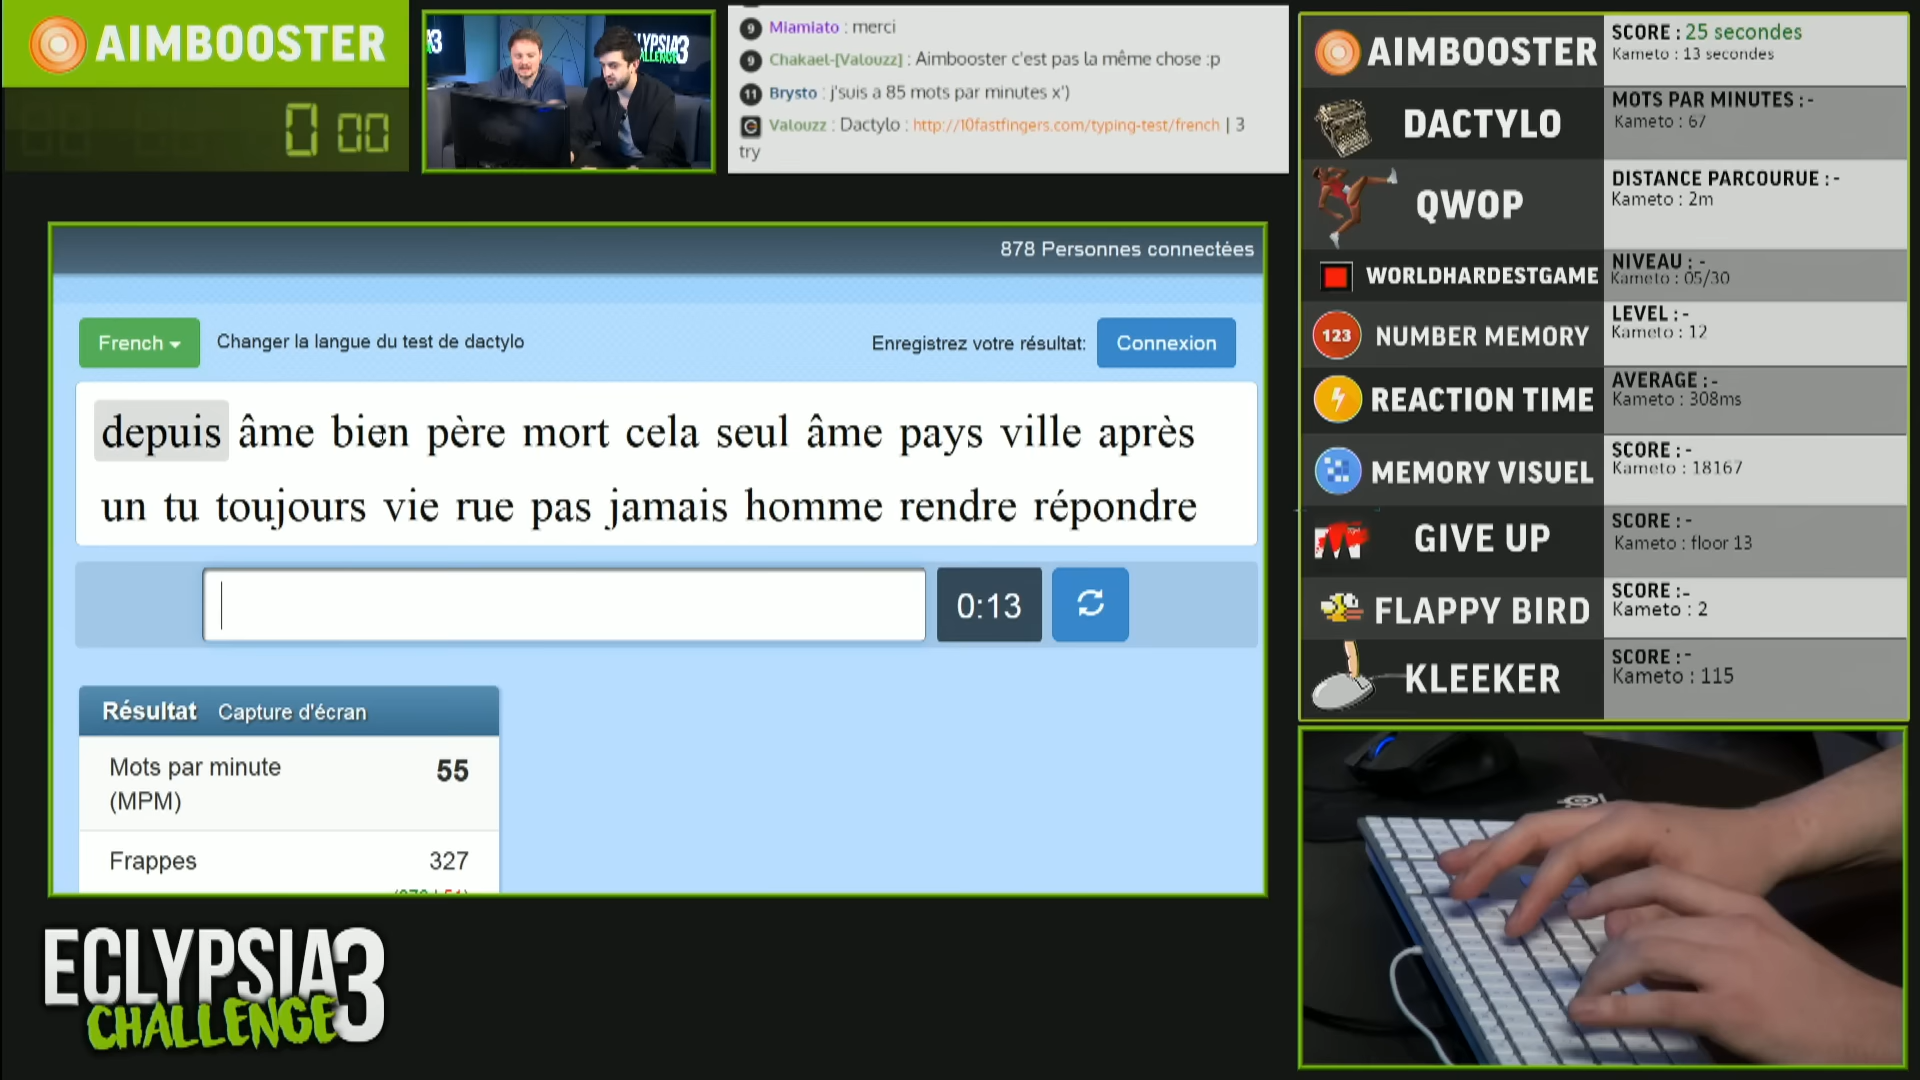 AIMBOOSTER
0 00
Miamiato : merci
Chakael-[Valouzz] : Aimbooster c'est pas la même chose :p
Brysto : j'suis a 85 mots par minutes x')
Valouzz : Dactylo : http://10fastfingers.com/typing-test/french | 3
try
878 Personnes connectées
French
Changer la langue du test de dactylo
Enregistrez votre résultat:
Connexion
depuis âme bien père mort cela seul âme pays ville après
un tu toujours vie rue pas jamais homme rendre répondre
0:13
Résultat Capture d'écran
Mots par minute
(MPM)
55
Frappes
327
ECLYPSIA 3
CHALLENGE
AIMBOOSTER
SCORE : 25 secondes
Kameto : 13 secondes
DACTYLO
MOTS PAR MINUTES : -
Kameto : 67
QWOP
DISTANCE PARCOURUE : -
Kameto : 2m
WORLDHARDESTGAME
NIVEAU : -
Kameto : 05/30
123
NUMBER MEMORY
LEVEL : -
Kameto : 12
REACTION TIME
AVERAGE : -
Kameto : 308ms
MEMORY VISUEL
SCORE : -
Kameto : 18167
GIVE UP
SCORE : -
Kameto : floor 13
FLAPPY BIRD
SCORE : -
Kameto : 2
KLEEKER
SCORE : -
Kameto : 115